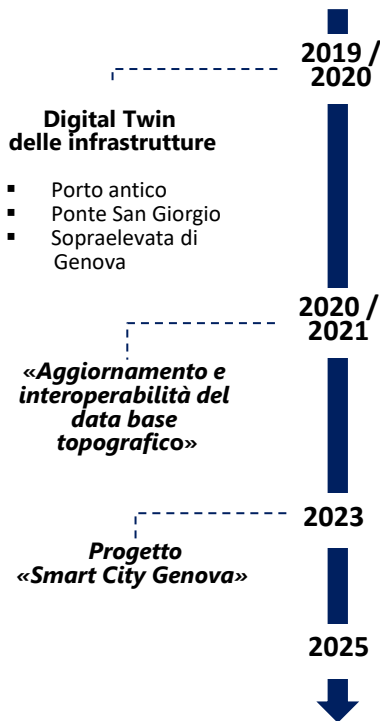 2019 /
2020
Digital Twin
delle infrastrutture
▪ Porto antico
▪ Ponte San Giorgio
▪ Sopraelevata di
Genova
2020 /
2021
«Aggiornamento e
interoperabilità del
data base
topografico»
2023
Progetto
«Smart City Genova»
2025